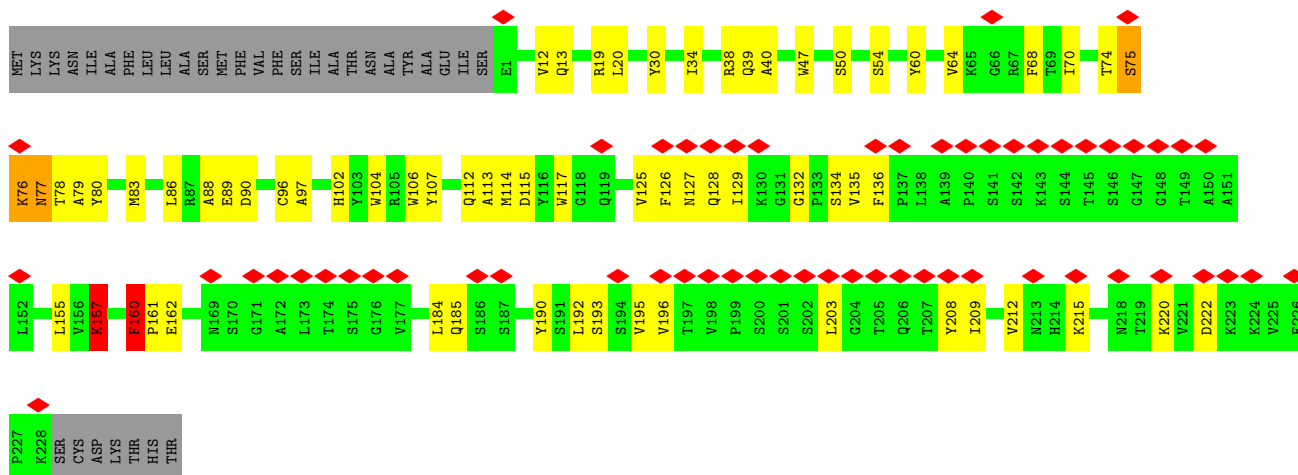 MET LYS LYS ASN ILE ALA PHE LEU LEU ALA SER MET PHE VAL PHE SER ILE ALA THR ASN ALA TYR ALA GLU ILE SER E1 V12 Q13 R19 L20 Y30 I34 R38 Q39 A40 W47 S50 S54 Y60 V64 K65 G66 R67 F68 T69 I70 T74 S75
K76 N77 T78 A79 Y80 M83 L86 R87 A88 E89 D90 C96 A97 H102 Y103 W104 R105 W106 Y107 Q112 A113 M114 D115 Y116 W117 G118 Q119 V125 F126 N127 Q128 I129 K130 G131 G132 P133 S134 V135 F136 P137 L138 A139 P140 S141 S142 K143 S144 T145 S146 G147 G148 T149 A150 A151
L152 L155 V156 K157 F160 P161 E162 N169 S170 G171 A172 L173 T174 S175 G176 V177 L184 Q185 S186 S187 Y190 S191 L192 S193 S194 V195 V196 T197 V198 P199 S200 S201 S202 L203 G204 T205 Q206 T207 Y208 I209 V212 N213 H214 K215 N218 T219 K220 V221 D222 K223 K224 V225
P227 K228 SER CYS ASP LYS THR HIS THR